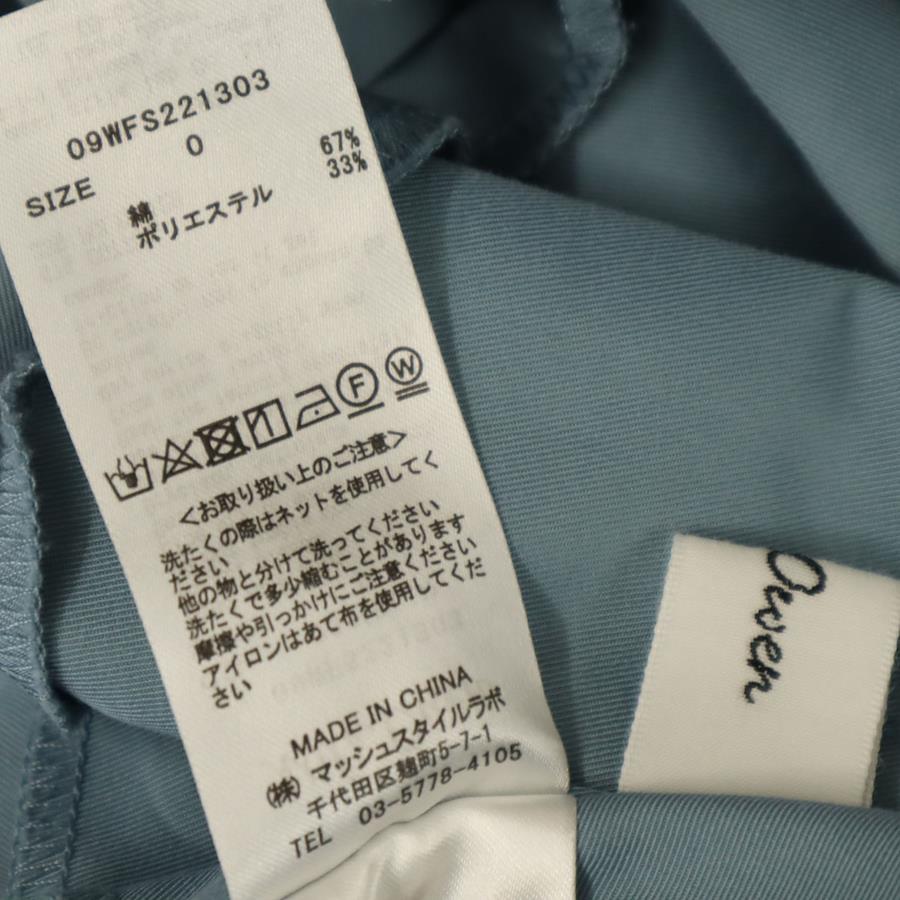 09WFS221303
SIZE 0
綿 67%
ポリエステル 33%
F W
<お取り扱い上のご注意>
洗たくの際はネットを使用してく
ださい
他の物と分けて洗ってください
洗たくで多少縮むことがあります
摩擦や引っかけにご注意ください
アイロンはあて布を使用してくだ
さい
MADE IN CHINA
(株) マッシュスタイルラボ
千代田区麹町5-7-1
TEL 03-5778-4105
Owen